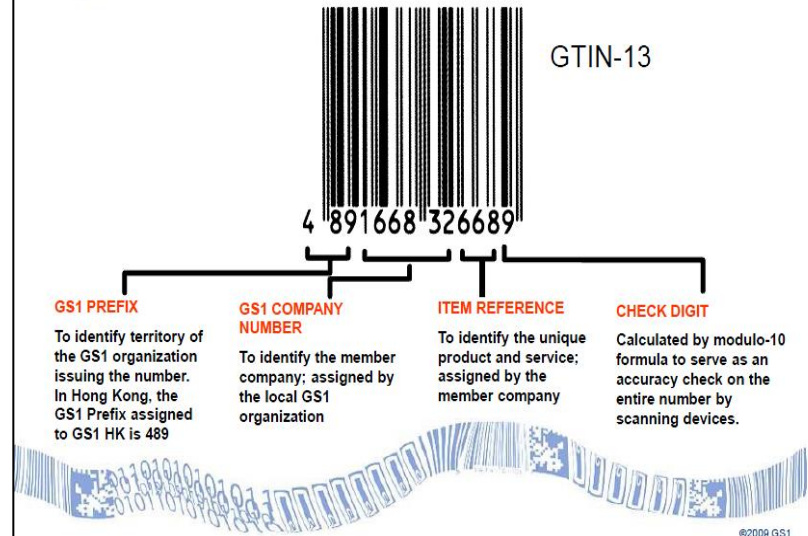 GTIN-13
4 891668 326689
GS1 PREFIX
To identify territory of
the GS1 organization
issuing the number.
In Hong Kong, the
GS1 Prefix assigned
to GS1 HK is 489
GS1 COMPANY
NUMBER
To identify the member
company; assigned by
the local GS1
organization
ITEM REFERENCE
To identify the unique
product and service;
assigned by the
member company
CHECK DIGIT
Calculated by modulo-10
formula to serve as an
accuracy check on the
entire number by
scanning devices.
©2009 GS1